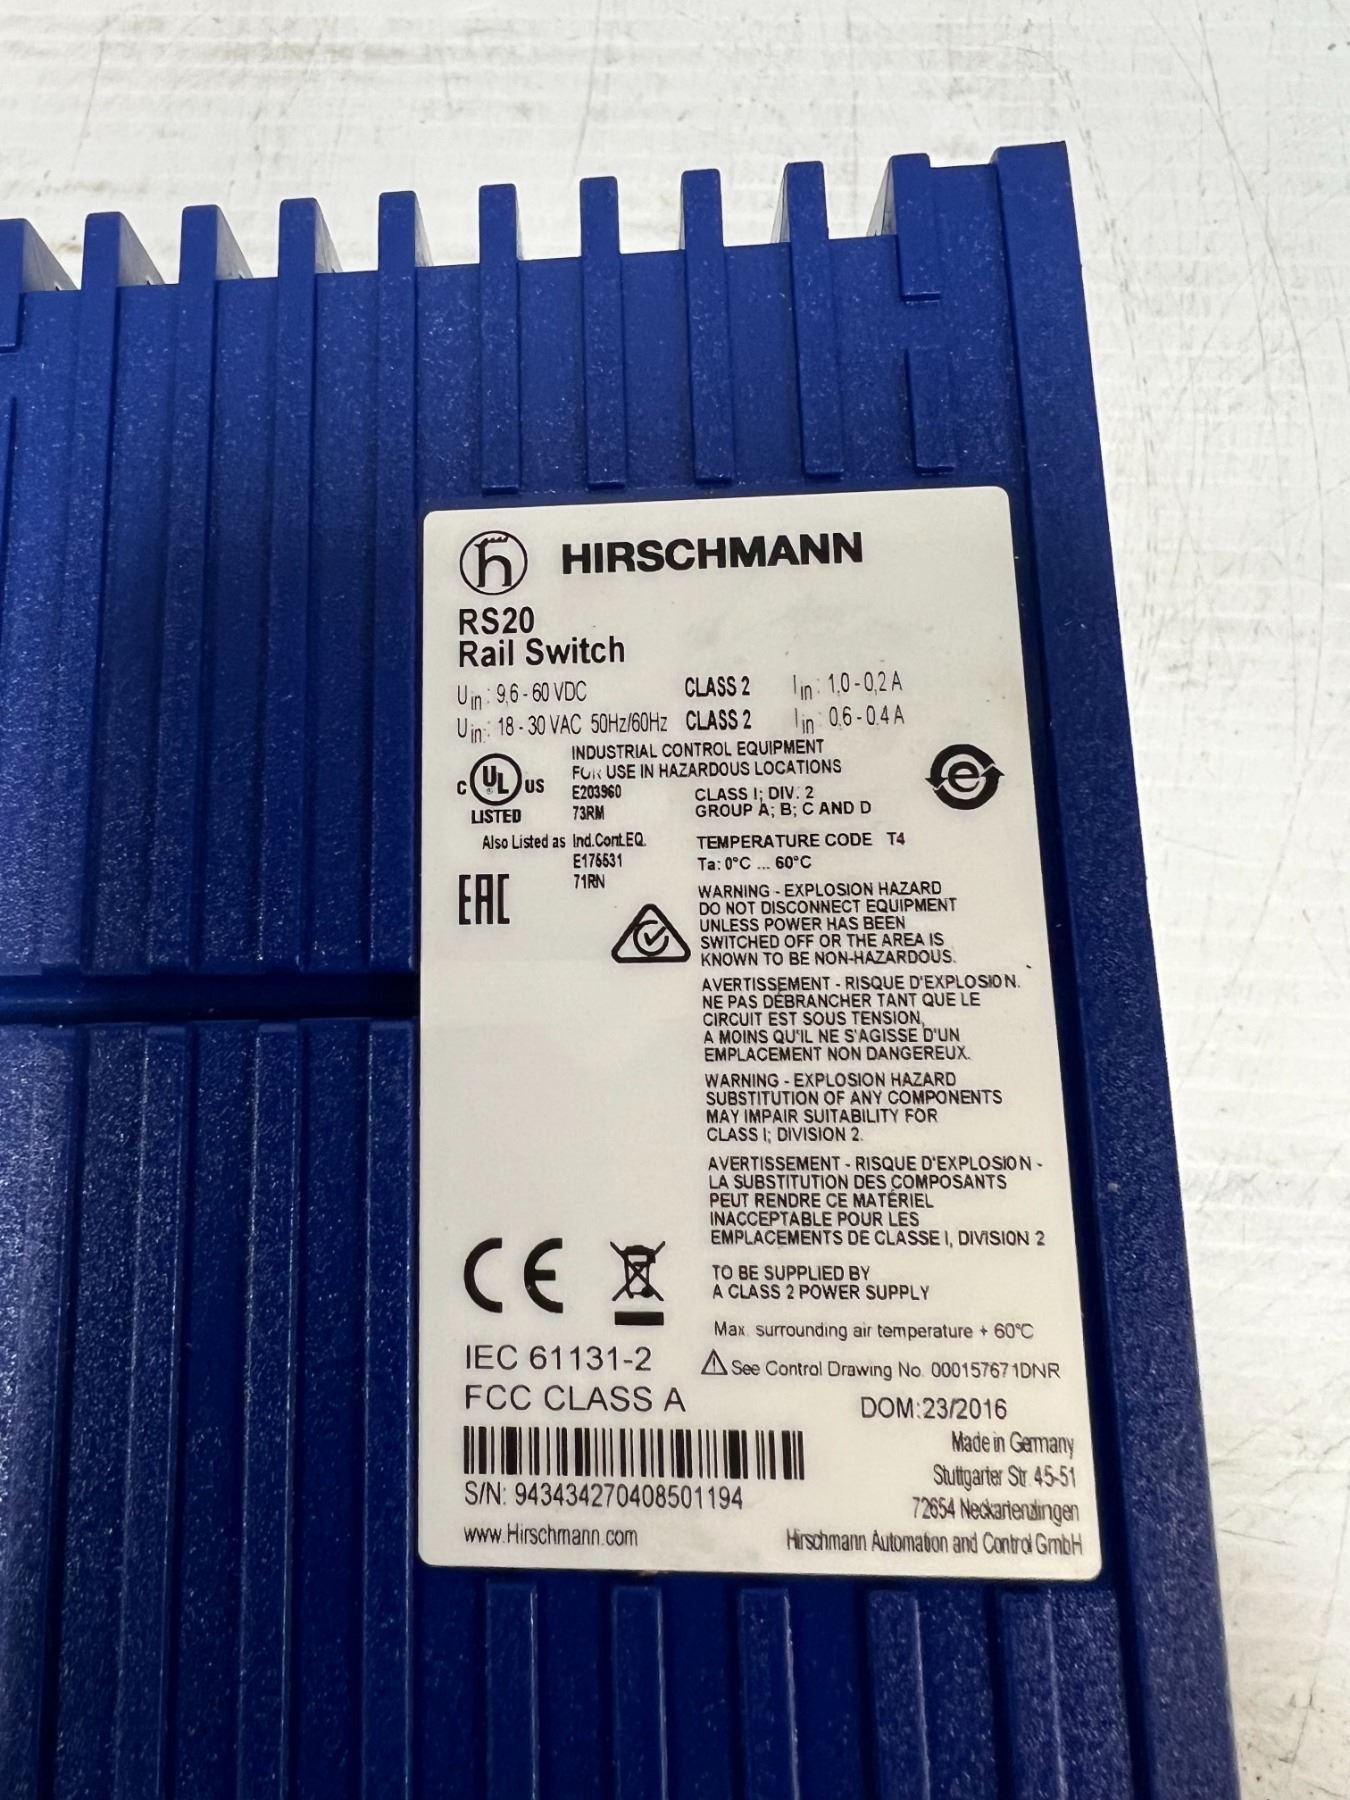 HIRSCHMANN
RS20
Rail Switch
Uin: 9,6 - 60 VDC CLASS 2 Iin: 1,0 - 0,2 A
Uin: 18 - 30 VAC 50Hz/60Hz CLASS 2 Iin: 0,6 - 0,4 A
INDUSTRIAL CONTROL EQUIPMENT
FOR USE IN HAZARDOUS LOCATIONS
C UL US
LISTED
E203960
73RM
CLASS I; DIV. 2
GROUP A; B; C AND D
Also Listed as Ind.Cont.EQ.
E175531
71RN
TEMPERATURE CODE T4
Ta: 0°C ... 60°C
EAC
WARNING - EXPLOSION HAZARD
DO NOT DISCONNECT EQUIPMENT
UNLESS POWER HAS BEEN
SWITCHED OFF OR THE AREA IS
KNOWN TO BE NON-HAZARDOUS.
AVERTISSEMENT - RISQUE D'EXPLOSION.
NE PAS DÉBRANCHER TANT QUE LE
CIRCUIT EST SOUS TENSION,
A MOINS QU'IL NE S'AGISSE D'UN
EMPLACEMENT NON DANGEREUX.
WARNING - EXPLOSION HAZARD
SUBSTITUTION OF ANY COMPONENTS
MAY IMPAIR SUITABILITY FOR
CLASS I; DIVISION 2.
AVERTISSEMENT - RISQUE D'EXPLOSION -
LA SUBSTITUTION DES COMPOSANTS
PEUT RENDRE CE MATÉRIEL
INACCEPTABLE POUR LES
EMPLACEMENTS DE CLASSE I, DIVISION 2
TO BE SUPPLIED BY
A CLASS 2 POWER SUPPLY
Max. surrounding air temperature + 60°C
See Control Drawing No. 000157671DNR
CE
IEC 61131-2
FCC CLASS A
DOM:23/2016
Made in Germany
Stuttgarter Str. 45-51
72654 Neckartenzlingen
Hirschmann Automation and Control GmbH
S/N: 943434270408501194
www.Hirschmann.com